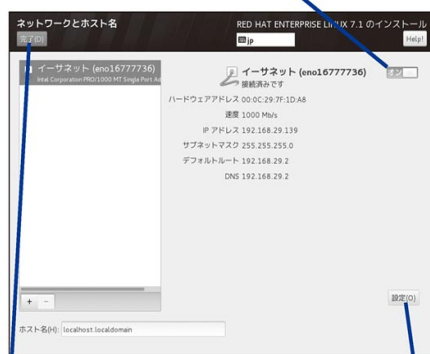 ネットワークとホスト名
RED HAT ENTERPRISE LINUX 7.1 のインストール
完了(D)
jp
Help!
イーサネット (eno16777736)
Intel Corporation PRO/1000 MT Single Port Ad
イーサネット (eno16777736)
接続済みです
オン
ハードウェアアドレス 00:0C:29:7F:1D:A8
速度 1000 Mb/s
IP アドレス 192.168.29.139
サブネットマスク 255.255.255.0
デフォルトルート 192.168.29.2
DNS 192.168.29.2
+ -
設定(O)
ホスト名(H): localhost.localdomain